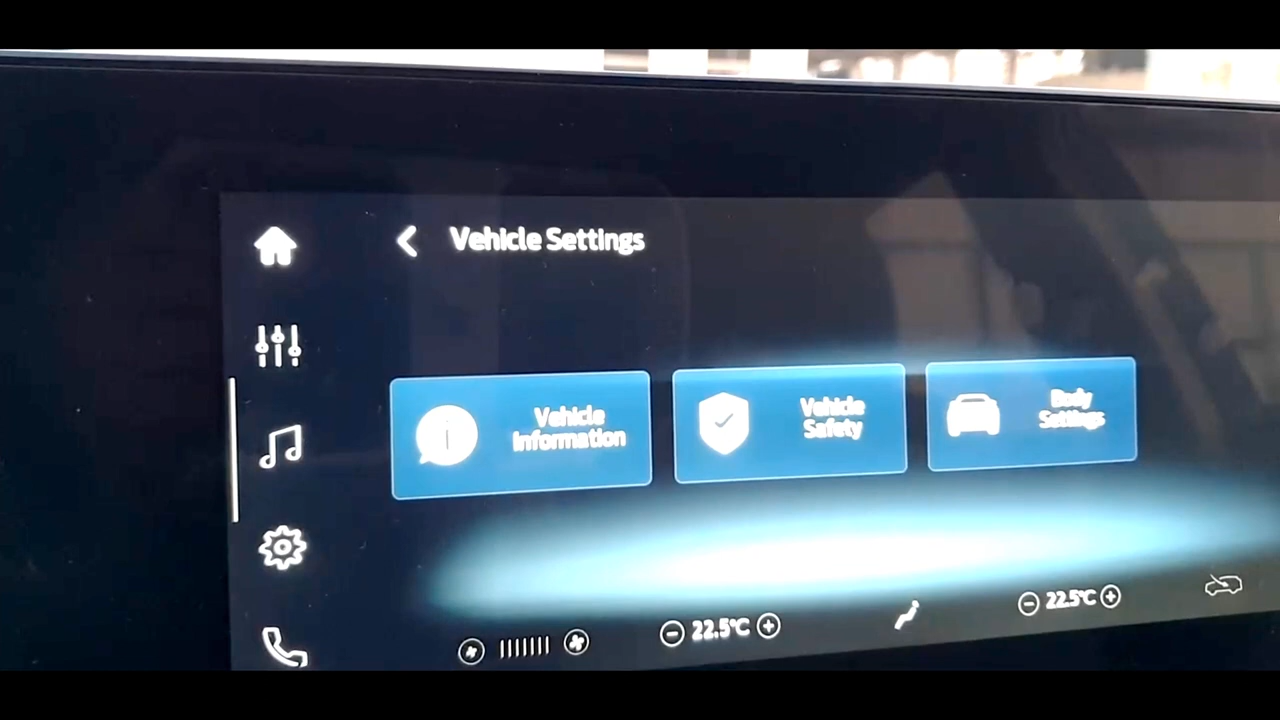 Vehicle Settings
Vehicle
Information
Vehicle
Safety
Body
Settings
22.5°C
22.5°C